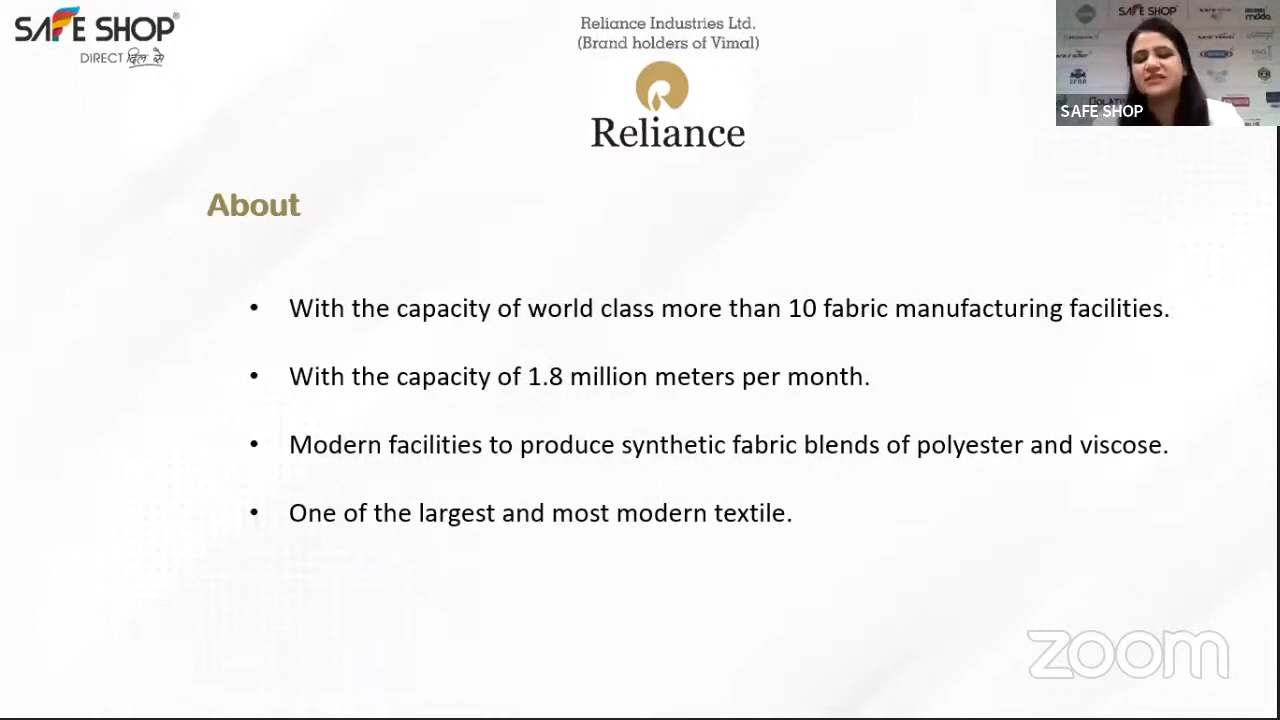 SAFE SHOP®
DIRECT दिल से
Reliance Industries Ltd.
(Brand holders of Vimal)
Reliance
SAFE SHOP
SAFE SHOP
About
• With the capacity of world class more than 10 fabric manufacturing facilities.
• With the capacity of 1.8 million meters per month.
• Modern facilities to produce synthetic fabric blends of polyester and viscose.
• One of the largest and most modern textile.
zoom